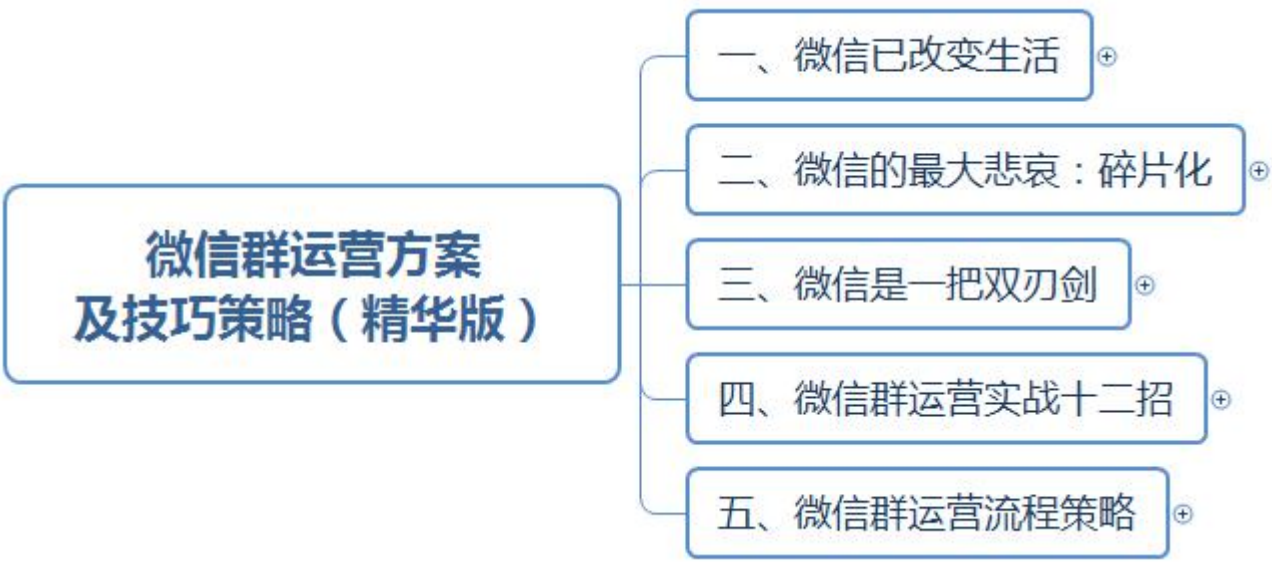 微信群运营方案
及技巧策略（精华版）
一、微信已改变生活
二、微信的最大悲哀：碎片化
三、微信是一把双刃剑
四、微信群运营实战十二招
五、微信群运营流程策略